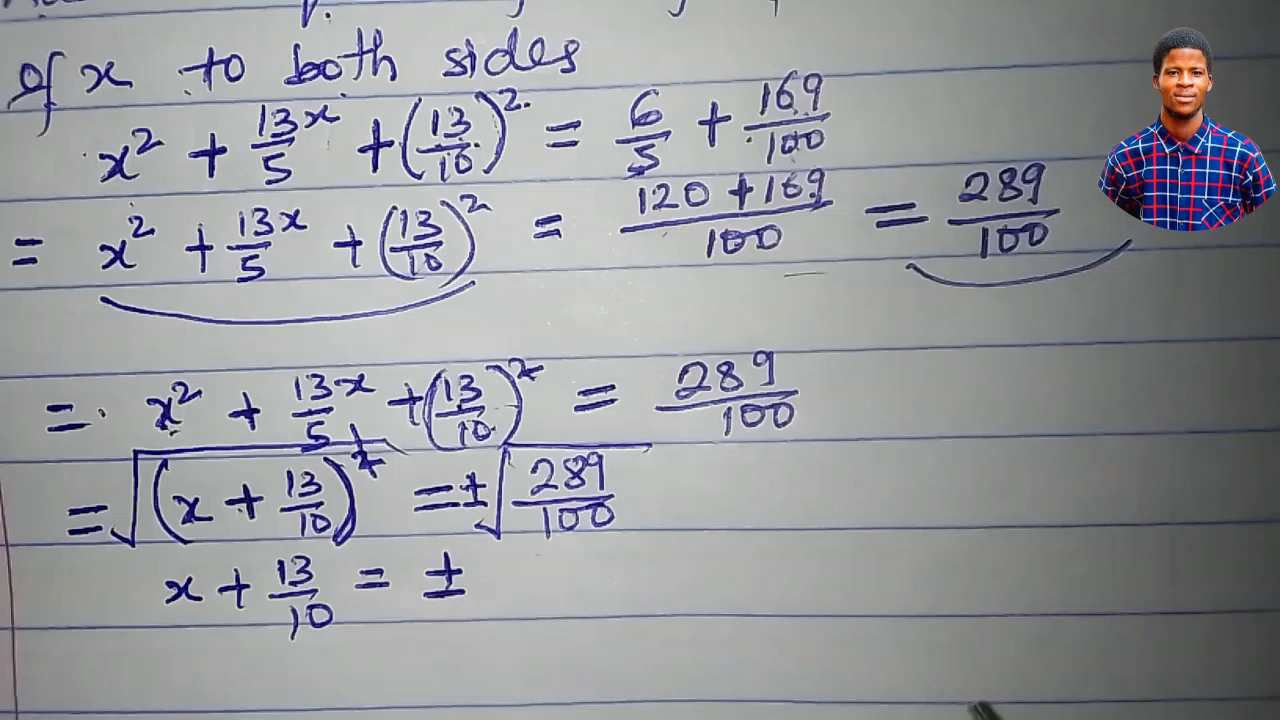 of x to both sides
x² + 13x/5 + (13/10)² = 6/5 + 169/100
= x² + 13x/5 + (13/10)² = 120 + 169/100 = 289/100
= x² + 13x/5 + (13/10)² = 289/100
= √(x + 13/10)² = ±√289/100
x + 13/10 = ±